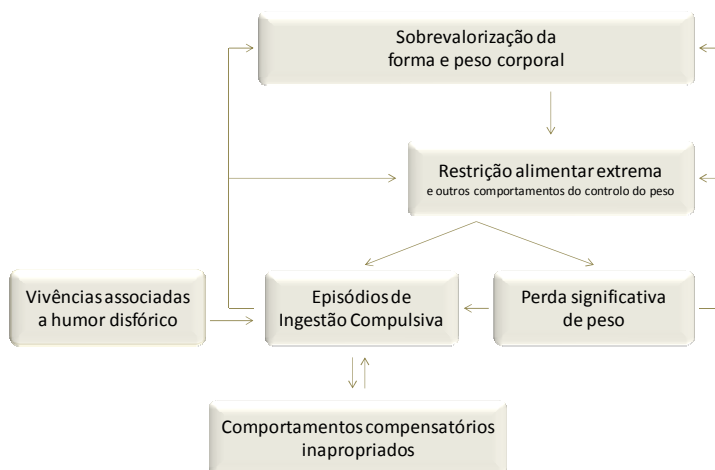 Sobrevalorização da
forma e peso corporal
Restrição alimentar extrema
e outros comportamentos do controlo do peso
Vivências associadas
a humor disfórico
Episódios de
Ingestão Compulsiva
Perda significativa
de peso
Comportamentos compensatórios
inapropriados